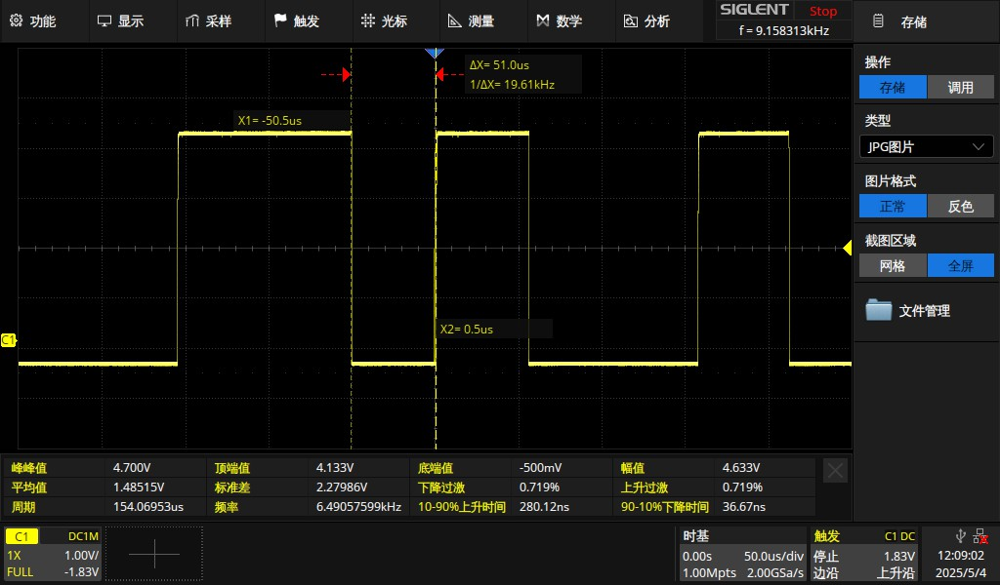 功能 显示 采样 触发 光标 测量 数学 分析 SIGLENT Stop 存储
f = 9.158313kHz
操作
存储 调用
类型
JPG图片
图片格式
正常 反色
截图区域
网格 全屏
文件管理
ΔX= 51.0us
1/ΔX= 19.61kHz
X1= -50.5us
X2= 0.5us
C1
峰峰值 4.700V 顶端值 4.133V 底端值 -500mV 幅值 4.633V
平均值 1.48515V 标准差 2.27986V 下降过激 0.719% 上升过激 0.719%
周期 154.06953us 频率 6.49057599kHz 10-90%上升时间 280.12ns 90-10%下降时间 36.67ns
C1 DC1M
1X 1.00V/
FULL -1.83V
时基
0.00s 50.0us/div
1.00Mpts 2.00GSa/s
触发 C1 DC
停止 1.83V
边沿 上升沿
12:09:02
2025/5/4